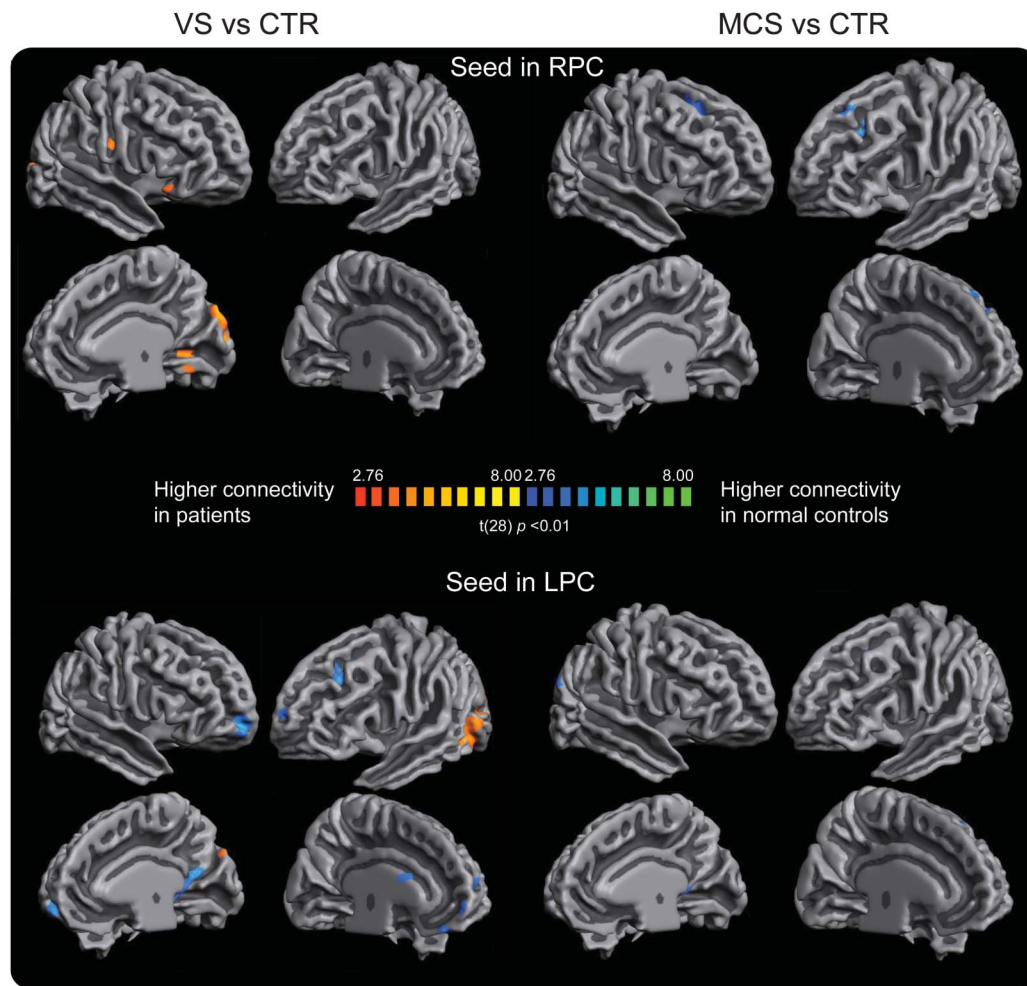 VS vs CTR
MCS vs CTR
Seed in RPC
2.76
8.00
2.76
8.00
Higher connectivity
in patients
Higher connectivity
in normal controls
t(28) p <0.01
Seed in LPC